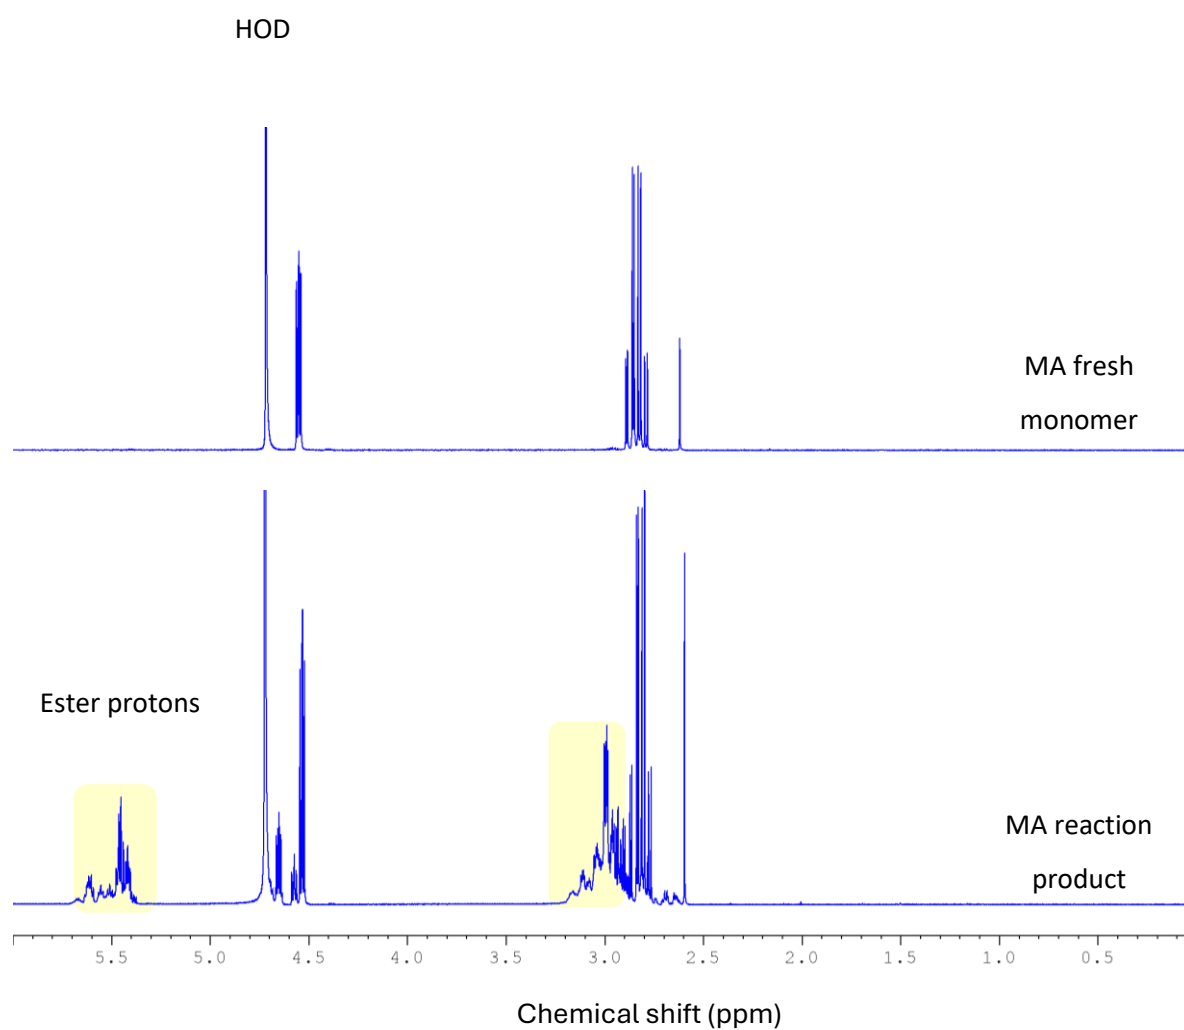 HOD
MA fresh
monomer
Ester protons
MA reaction
product
5.5 5.0 4.5 4.0 3.5 3.0 2.5 2.0 1.5 1.0 0.5
Chemical shift (ppm)